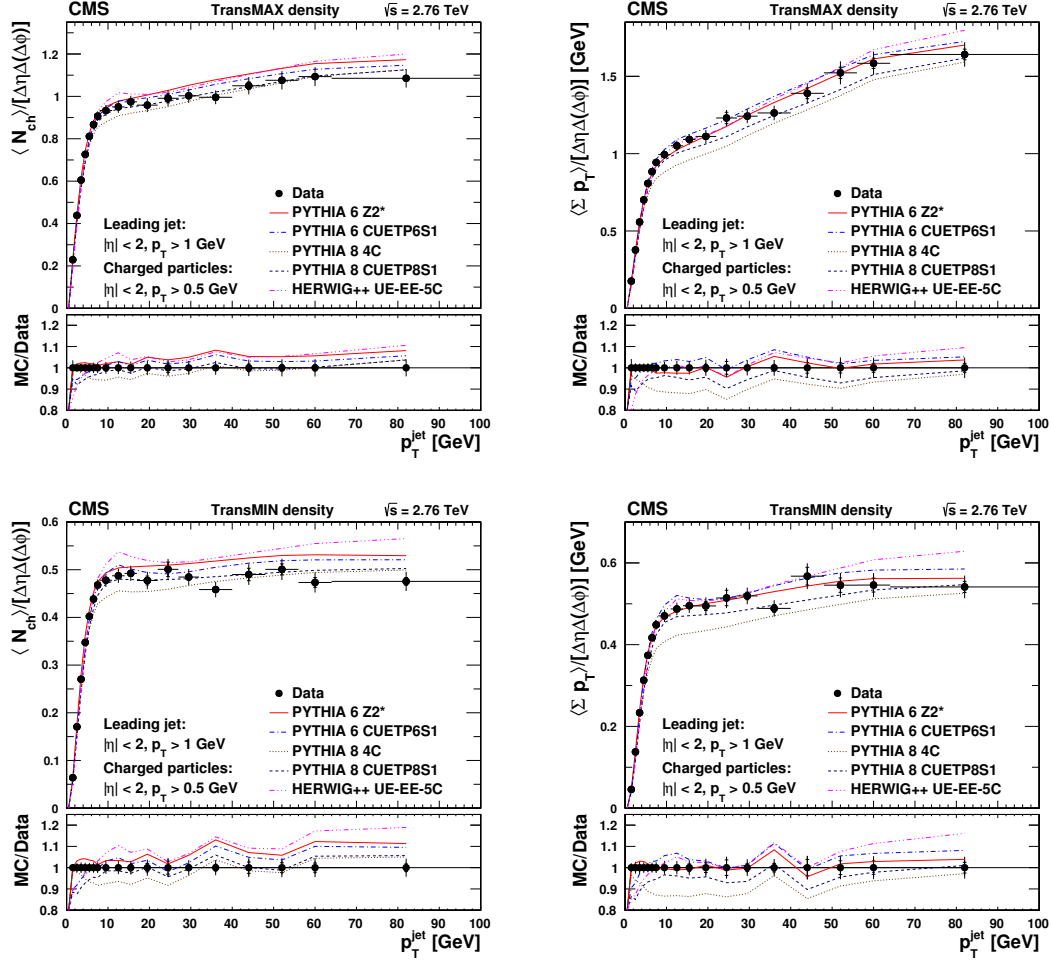 CMS TransMAX density √s = 2.76 TeV
⟨ N_ch⟩/[ΔηΔ(Δϕ)]
1.2
1
0.8
0.6
0.4
0.2
0
Data
PYTHIA 6 Z2*
PYTHIA 6 CUETP6S1
PYTHIA 8 4C
PYTHIA 8 CUETP8S1
HERWIG++ UE-EE-5C
Leading jet:
|η| < 2, p_T > 1 GeV
Charged particles:
|η| < 2, p_T > 0.5 GeV
MC/Data
1.2
1.1
1
0.9
0.8
0 10 20 30 40 50 60 70 80 90 100
p_T^jet [GeV]
CMS TransMAX density √s = 2.76 TeV
⟨Σ p_T⟩/[ΔηΔ(Δϕ)] [GeV]
1.5
1
0.5
0
Data
PYTHIA 6 Z2*
PYTHIA 6 CUETP6S1
PYTHIA 8 4C
PYTHIA 8 CUETP8S1
HERWIG++ UE-EE-5C
Leading jet:
|η| < 2, p_T > 1 GeV
Charged particles:
|η| < 2, p_T > 0.5 GeV
MC/Data
1.2
1.1
1
0.9
0.8
0 10 20 30 40 50 60 70 80 90 100
p_T^jet [GeV]
CMS TransMIN density √s = 2.76 TeV
⟨ N_ch⟩/[ΔηΔ(Δϕ)]
0.6
0.5
0.4
0.3
0.2
0.1
0
Data
PYTHIA 6 Z2*
PYTHIA 6 CUETP6S1
PYTHIA 8 4C
PYTHIA 8 CUETP8S1
HERWIG++ UE-EE-5C
Leading jet:
|η| < 2, p_T > 1 GeV
Charged particles:
|η| < 2, p_T > 0.5 GeV
MC/Data
1.2
1.1
1
0.9
0.8
0 10 20 30 40 50 60 70 80 90 100
p_T^jet [GeV]
CMS TransMIN density √s = 2.76 TeV
⟨Σ p_T⟩/[ΔηΔ(Δϕ)] [GeV]
0.6
0.4
0.2
0
Data
PYTHIA 6 Z2*
PYTHIA 6 CUETP6S1
PYTHIA 8 4C
PYTHIA 8 CUETP8S1
HERWIG++ UE-EE-5C
Leading jet:
|η| < 2, p_T > 1 GeV
Charged particles:
|η| < 2, p_T > 0.5 GeV
MC/Data
1.2
1.1
1
0.9
0.8
0 10 20 30 40 50 60 70 80 90 100
p_T^jet [GeV]